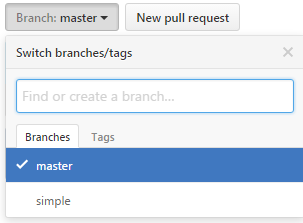 Branch: master New pull request
Switch branches/tags
Find or create a branch...
Branches Tags
master
simple